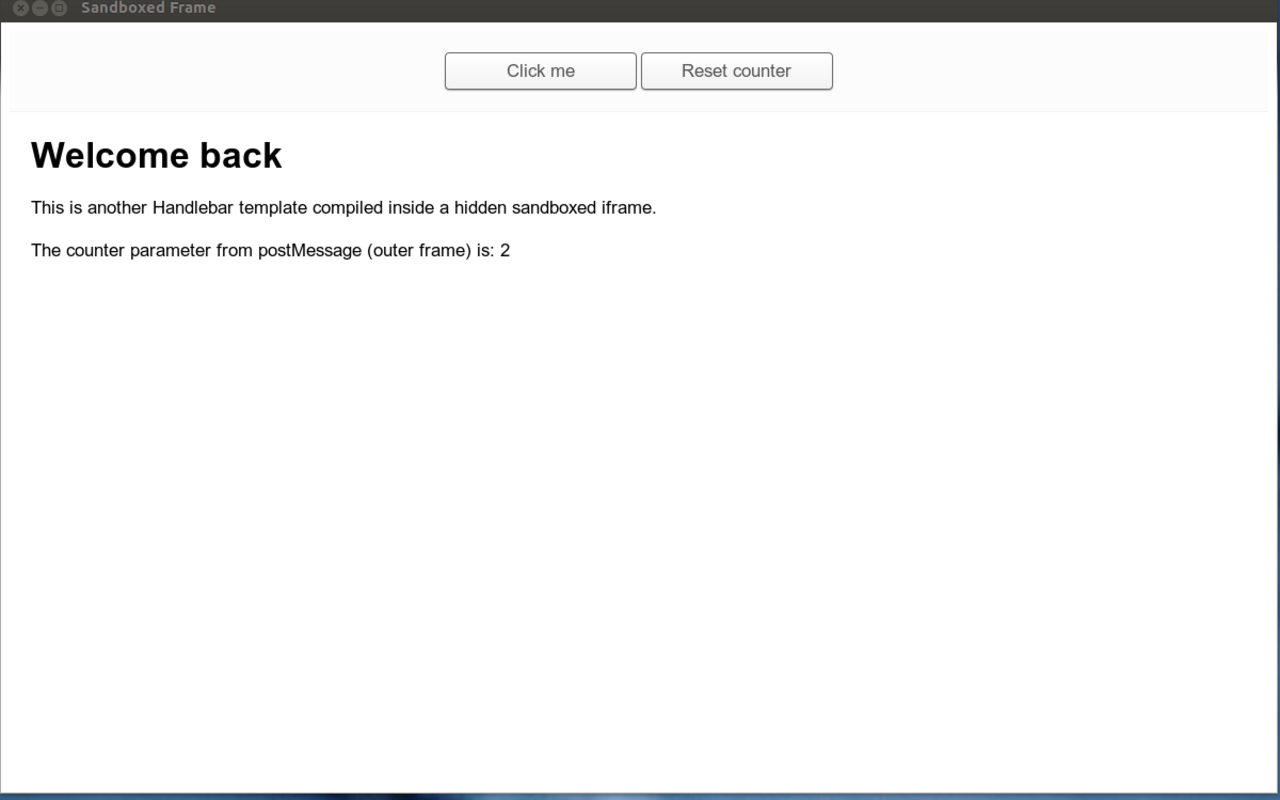 Sandboxed Frame
Click me Reset counter
Welcome back
This is another Handlebar template compiled inside a hidden sandboxed iframe.
The counter parameter from postMessage (outer frame) is: 2